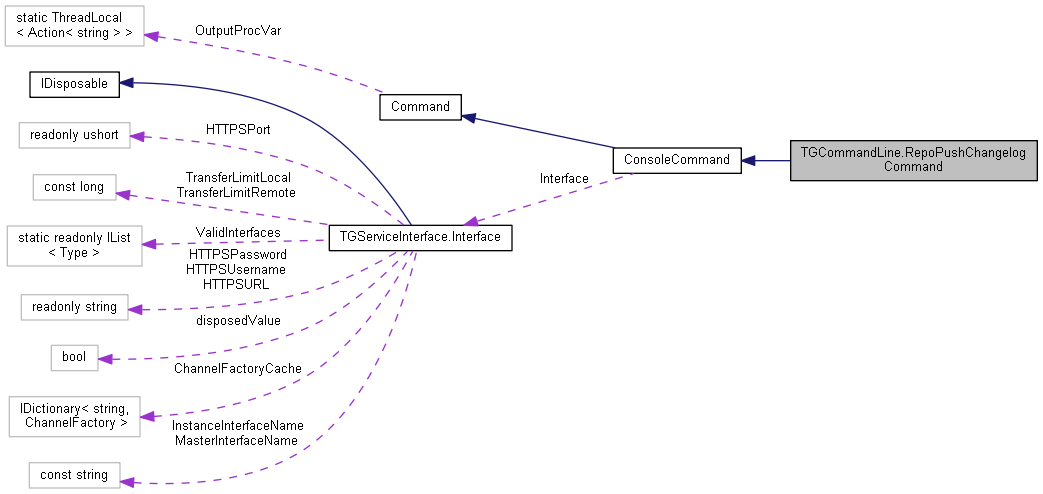 static ThreadLocal
< Action< string > >
OutputProcVar
IDisposable
Command
readonly ushort
HTTPSPort
ConsoleCommand
TGCommandLine.RepoPushChangelog
Command
const long
TransferLimitLocal
TransferLimitRemote
Interface
static readonly IList
< Type >
ValidInterfaces
TGServiceInterface.Interface
HTTPSPassword
HTTPSUsername
HTTPSURL
readonly string
disposedValue
bool
ChannelFactoryCache
IDictionary< string,
ChannelFactory >
InstanceInterfaceName
MasterInterfaceName
const string